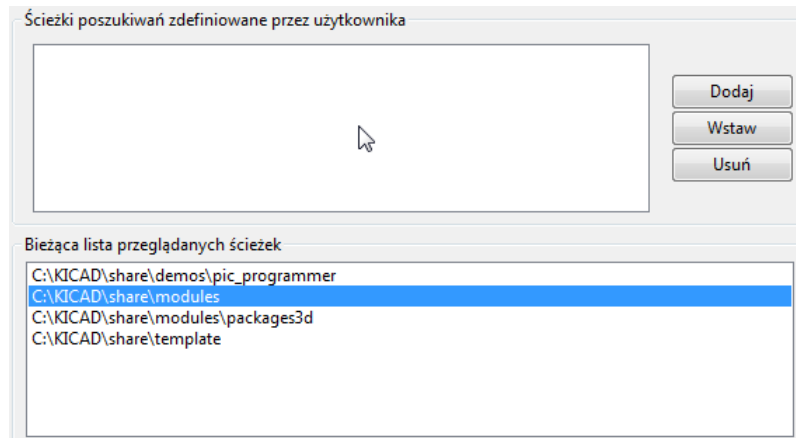 Ścieżki poszukiwań zdefiniowane przez użytkownika
Dodaj
Wstaw
Usuń
Bieżąca lista przeglądanych ścieżek
C:\KICAD\share\demos\pic_programmer
C:\KICAD\share\modules
C:\KICAD\share\modules\packages3d
C:\KICAD\share\template